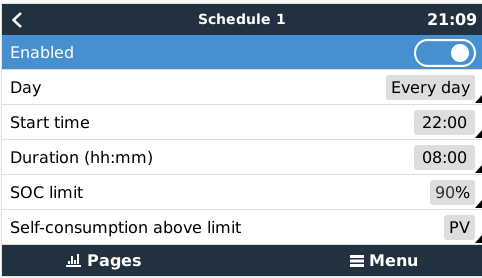 Schedule 1 21:09
Enabled
Day Every day
Start time 22:00
Duration (hh:mm) 08:00
SOC limit 90%
Self-consumption above limit PV
Pages Menu